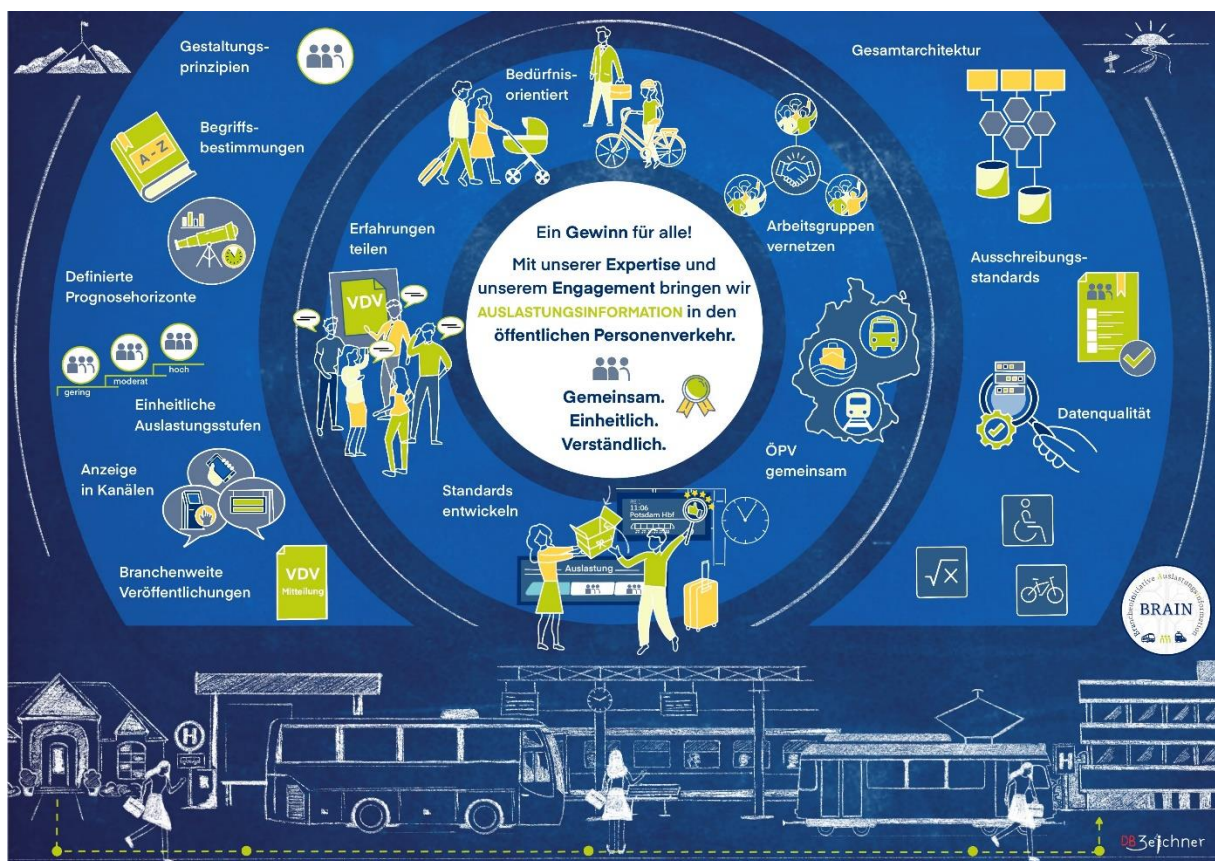 Gestaltungs-
prinzipien
Begriffs-
bestimmungen
A - Z
Definierte
Prognosehorizonte
gering
moderat
hoch
Einheitliche
Auslastungsstufen
Anzeige
in Kanälen
Branchenweite
Veröffentlichungen
VDV
Mitteilung
Bedürfnis-
orientiert
Erfahrungen
teilen
VDV
Arbeitsgruppen
vernetzen
ÖPV
gemeinsam
Standards
entwickeln
11:06
Potsdam Hbf
Auslastung
Ein Gewinn für alle!
Mit unserer Expertise und
unserem Engagement bringen wir
AUSLASTUNGSINFORMATION in den
öffentlichen Personenverkehr.
Gemeinsam.
Einheitlich.
Verständlich.
Gesamtarchitektur
Ausschreibungs-
standards
Datenqualität
√x
Brancheninitiative Auslastungsinformation
BRAIN
H
H
DB Zeichner